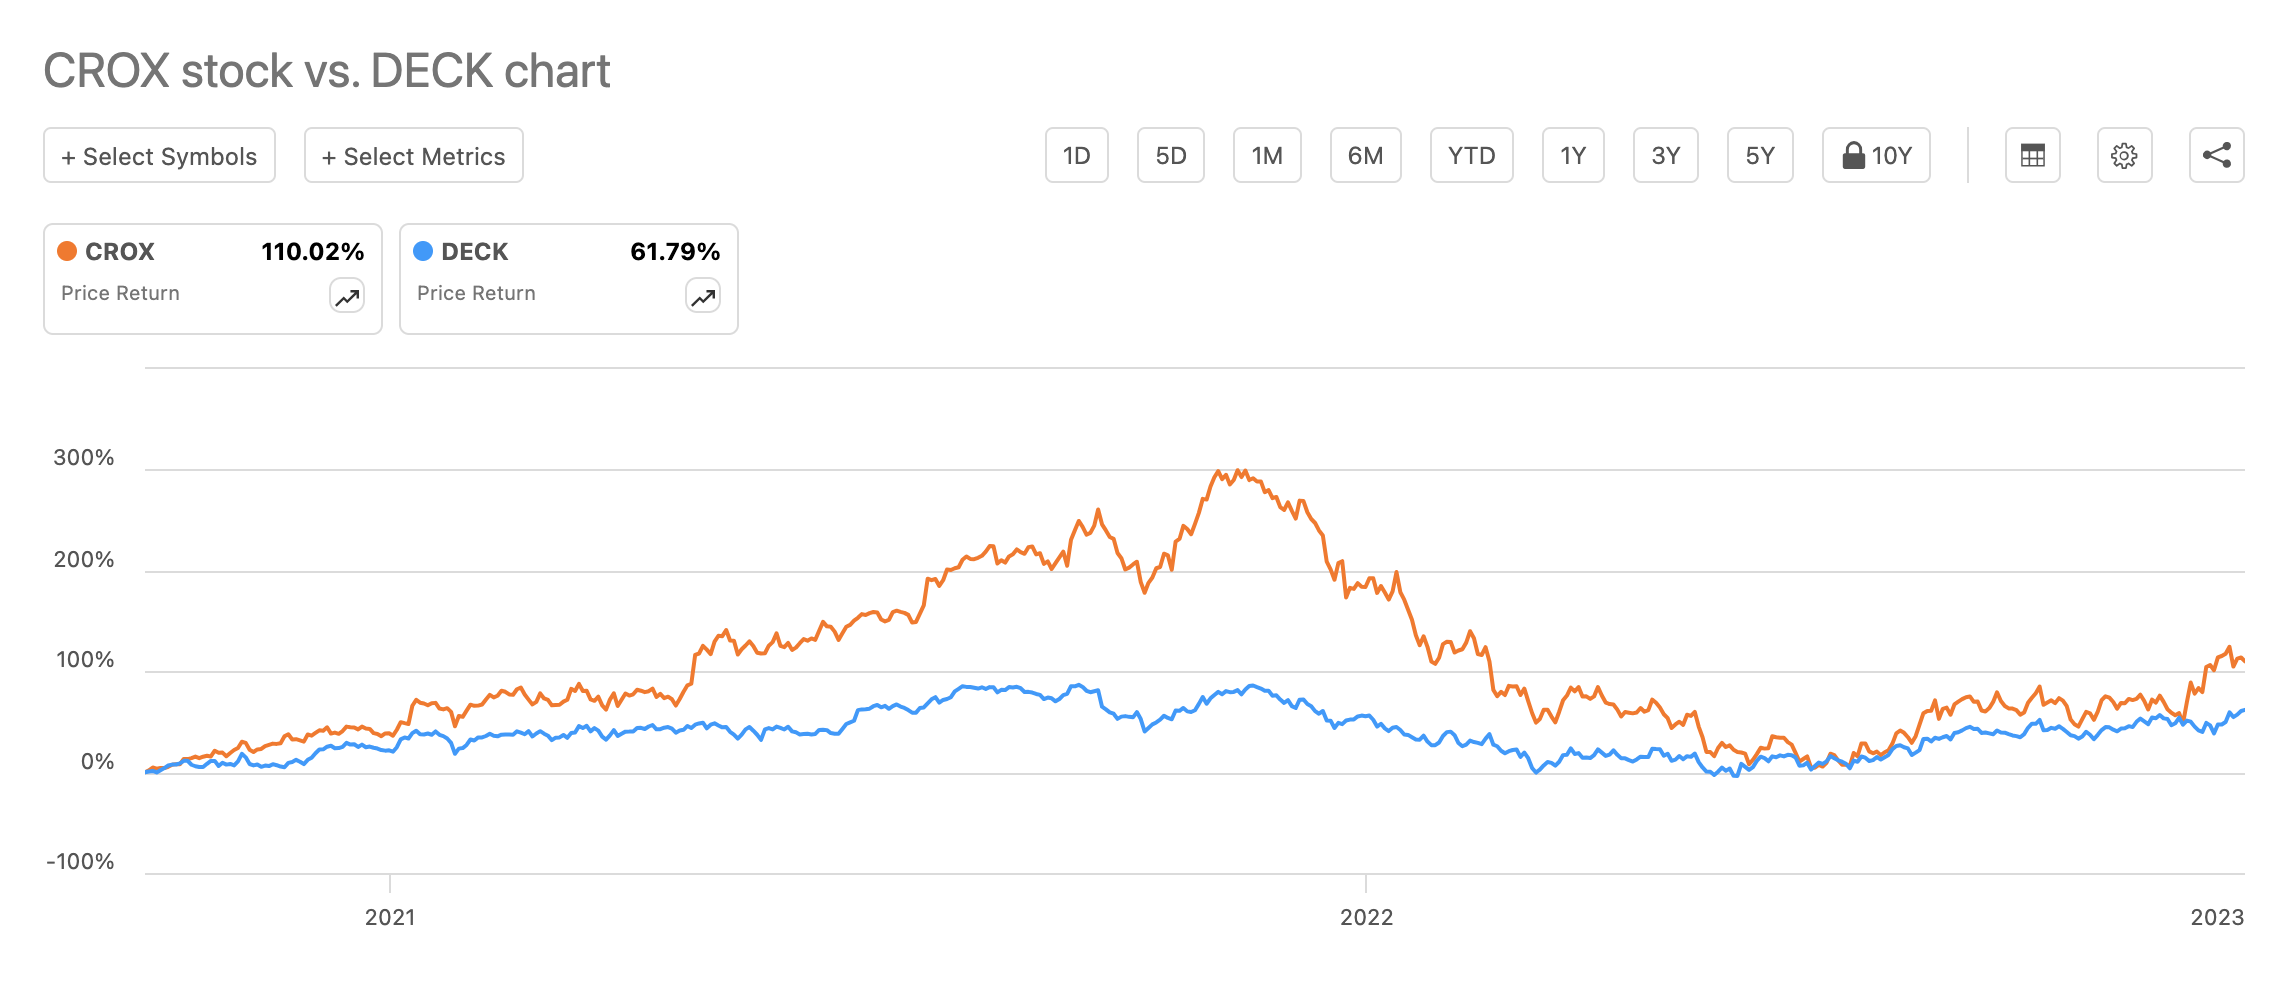 CROX stock vs. DECK chart
+ Select Symbols + Select Metrics 1D 5D 1M 6M YTD 1Y 3Y 5Y 10Y
CROX 110.02% DECK 61.79%
Price Return Price Return
300%
200%
100%
0%
-100%
2021 2022 2023